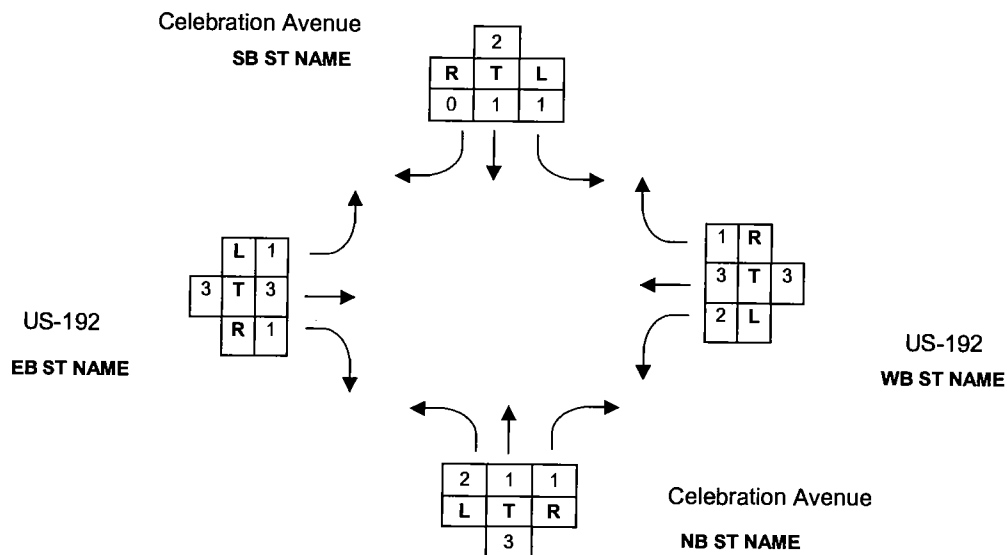 Celebration Avenue
SB ST NAME
2
R T L
0 1 1
L 1
3 T 3
R 1
US-192
EB ST NAME
1 R
3 T 3
2 L
US-192
WB ST NAME
2 1 1
L T R
3
Celebration Avenue
NB ST NAME